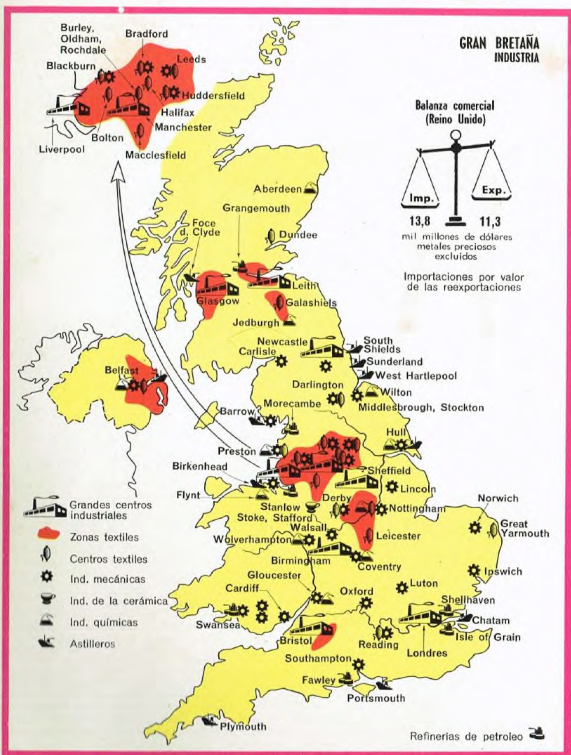 GRAN BRETAÑA
INDUSTRIA
Burley,
Oldham,
Rochdale
Bradford
Leeds
Blackburn
Huddersfield
Halifax
Manchester
Liverpool
Bolton
Macclesfield
Balanza comercial
(Reino Unido)
Imp.
Exp.
13,8
11,3
mil millones de dólares
metales preciosos
excluidos
Importaciones por valor
de las reexportaciones
Aberdeen
Grangemouth
Foce
d. Clyde
Dundee
Leith
Glasgow
Galashiels
Jedburgh
Newcastle
South
Shields
Carlisle
Sunderland
West Hartlepool
Belfast
Darlington
Wilton
Morecambe
Middlesbrough, Stockton
Barrow
Hull
Preston
Birkenhead
Sheffield
Lincoln
Flynt
Stanlow
Derby
Nottingham
Norwich
Stoke, Stafford
Walsall
Great
Yarmouth
Wolverhampton
Leicester
Birmingham
Coventry
Gloucester
Luton
Ipswich
Cardiff
Oxford
Shellhaven
Swansea
Chatam
Bristol
Reading
Isle of Grain
Londres
Southampton
Fawley
Portsmouth
Plymouth
Grandes centros
industriales
Zonas textiles
Centros textiles
Ind. mecánicas
Ind. de la cerámica
Ind. químicas
Astilleros
Refinerías de petroleo